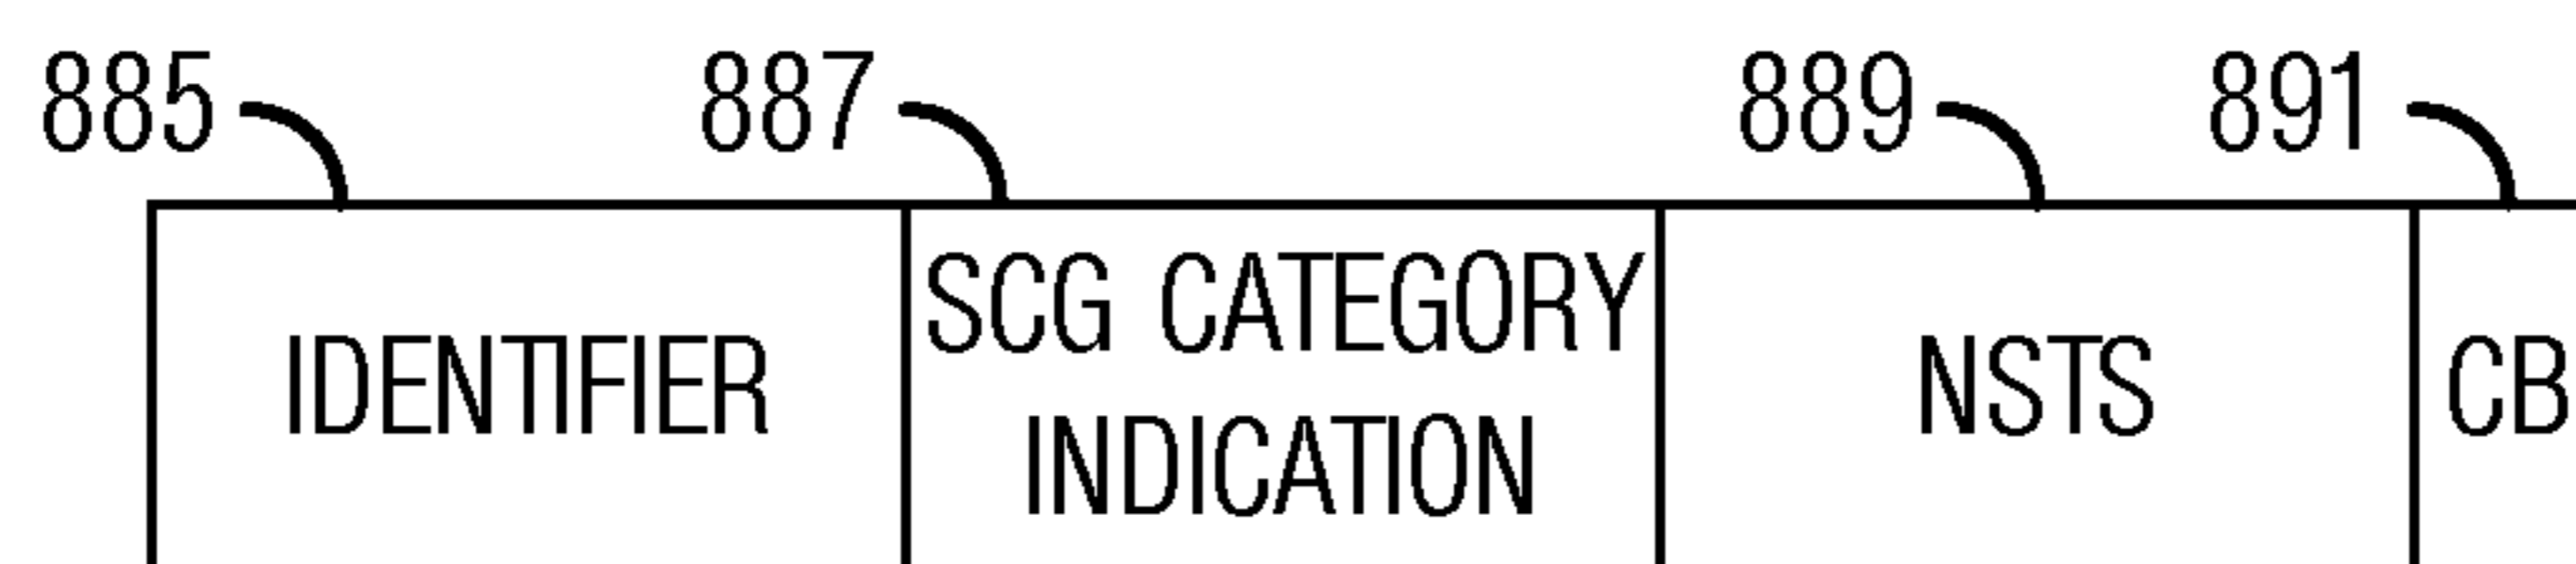 885 887 889 891
SCG CATEGORY
IDENTIFIER NSTS CB
INDICATION